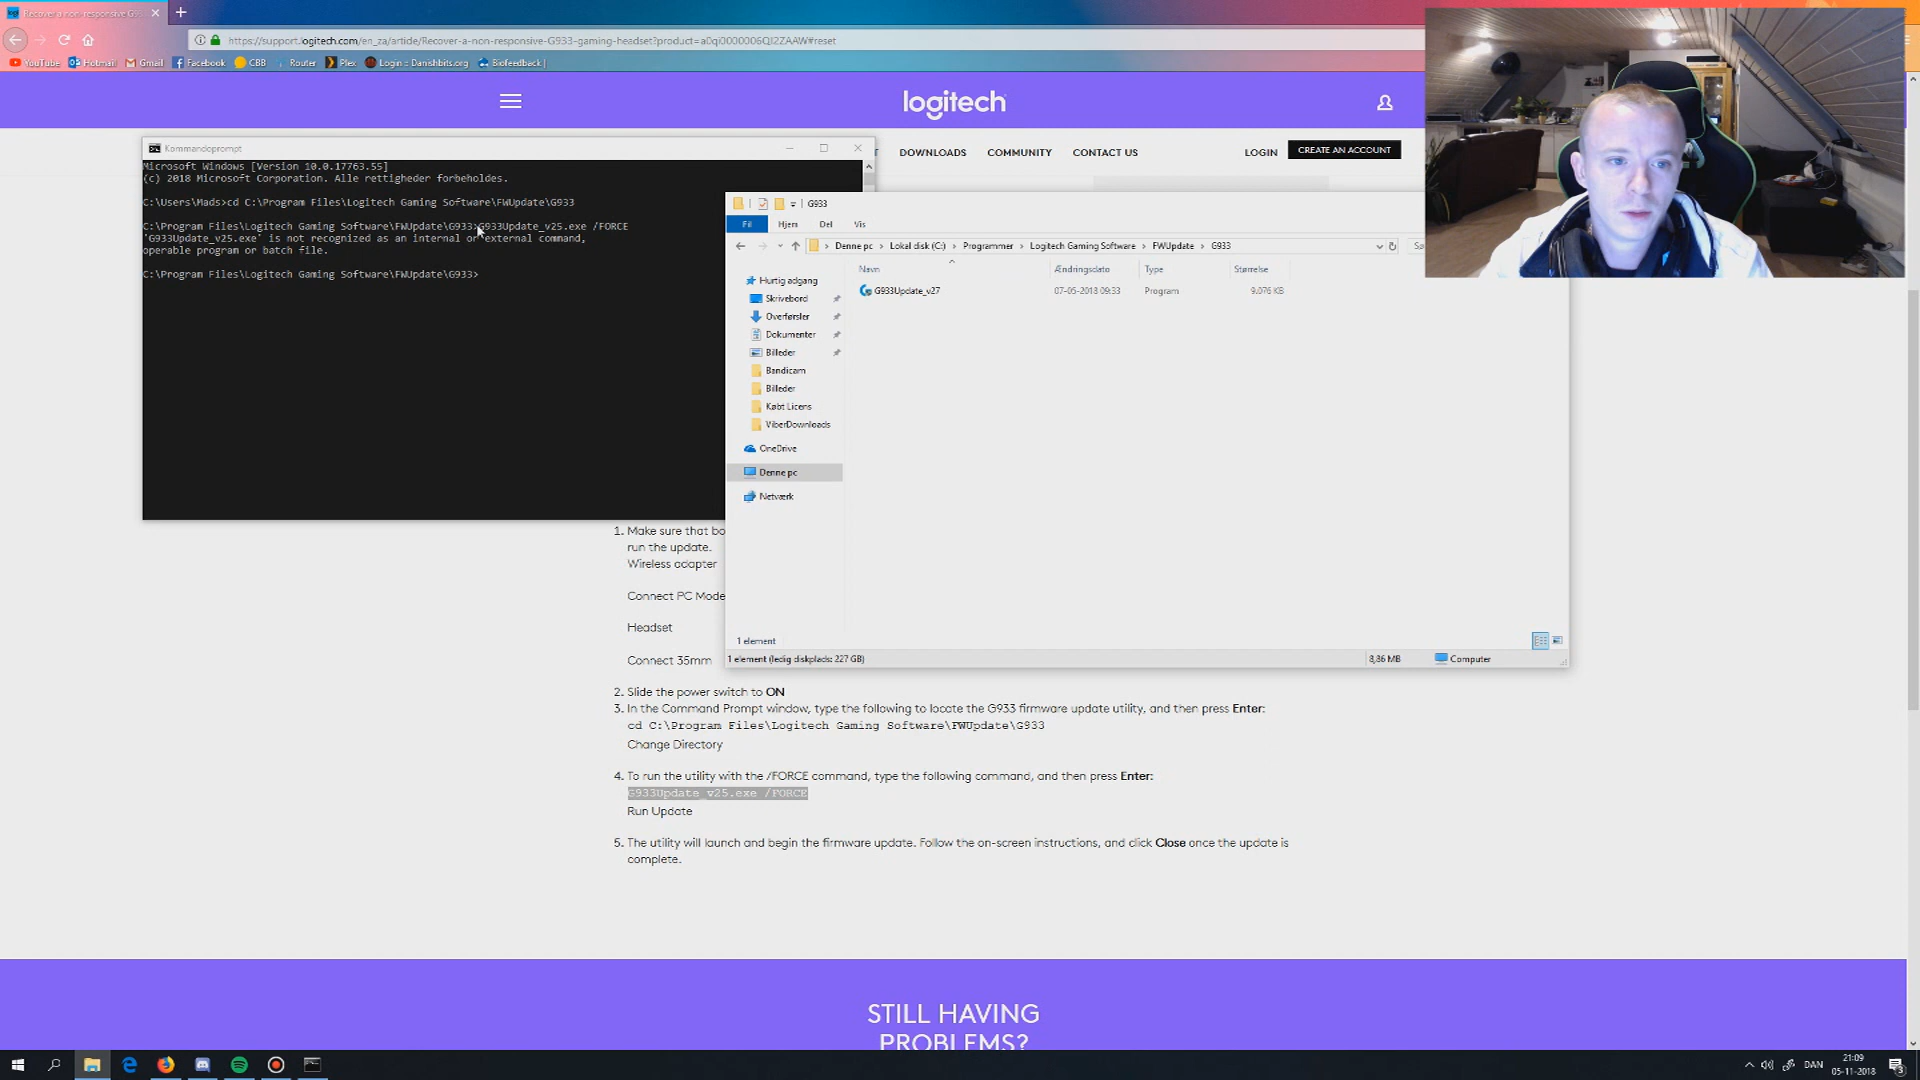 Recover a non-responsive G93
https://support.logitech.com/en_za/article/Recover-a-non-responsive-G933-gaming-headset?product=a0qi0000006QJ2ZAAW#reset
YouTube Hotmail Gmail Facebook CBB Router Plex Login :: Danishbits.org Biofeedback |
logitech
DOWNLOADS COMMUNITY CONTACT US LOGIN CREATE AN ACCOUNT
Kommandoprompt
Microsoft Windows [Version 10.0.17763.55]
(c) 2018 Microsoft Corporation. Alle rettigheder forbeholdes.
C:\Users\Mads>cd C:\Program Files\Logitech Gaming Software\FWUpdate\G933
C:\Program Files\Logitech Gaming Software\FWUpdate\G933>G933Update_v25.exe /FORCE
'G933Update_v25.exe' is not recognized as an internal or external command,
operable program or batch file.
C:\Program Files\Logitech Gaming Software\FWUpdate\G933>
G933
Fil Hjem Del Vis
Denne pc › Lokal disk (C:) › Programmer › Logitech Gaming Software › FWUpdate › G933
Navn Ændringsdato Type Størrelse
G933Update_v27 07-05-2018 09:33 Program 9.076 KB
Hurtig adgang
Skrivebord
Overførsler
Dokumenter
Billeder
Bandicam
Billeder
Købt Licens
ViberDownloads
OneDrive
Denne pc
Netværk
1 element
1 element (ledig diskplads: 227 GB) 8,86 MB Computer
1. Make sure that bo
run the update.
Wireless adapter
Connect PC Mode
Headset
Connect 35mm
2. Slide the power switch to ON
3. In the Command Prompt window, type the following to locate the G933 firmware update utility, and then press Enter:
cd C:\Program Files\Logitech Gaming Software\FWUpdate\G933
Change Directory
4. To run the utility with the /FORCE command, type the following command, and then press Enter:
G933Update_v25.exe /FORCE
Run Update
5. The utility will launch and begin the firmware update. Follow the on-screen instructions, and click Close once the update is
complete.
STILL HAVING
PROBLEMS?
DAN
21:09
05-11-2018
3